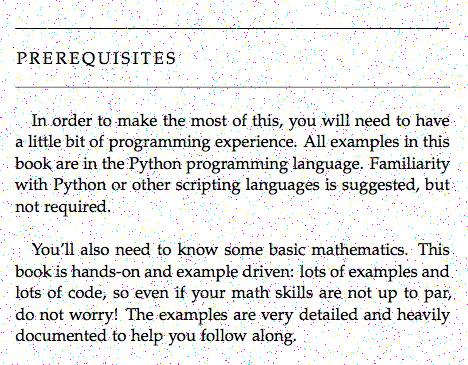 PREREQUISITES
In order to make the most of this, you will need to have
a little bit of programming experience. All examples in this
book are in the Python programming language. Familiarity
with Python or other scripting languages is suggested, but
not required.
You'll also need to know some basic mathematics. This
book is hands-on and example driven: lots of examples and
lots of code, so even if your math skills are not up to par,
do not worry! The examples are very detailed and heavily
documented to help you follow along.